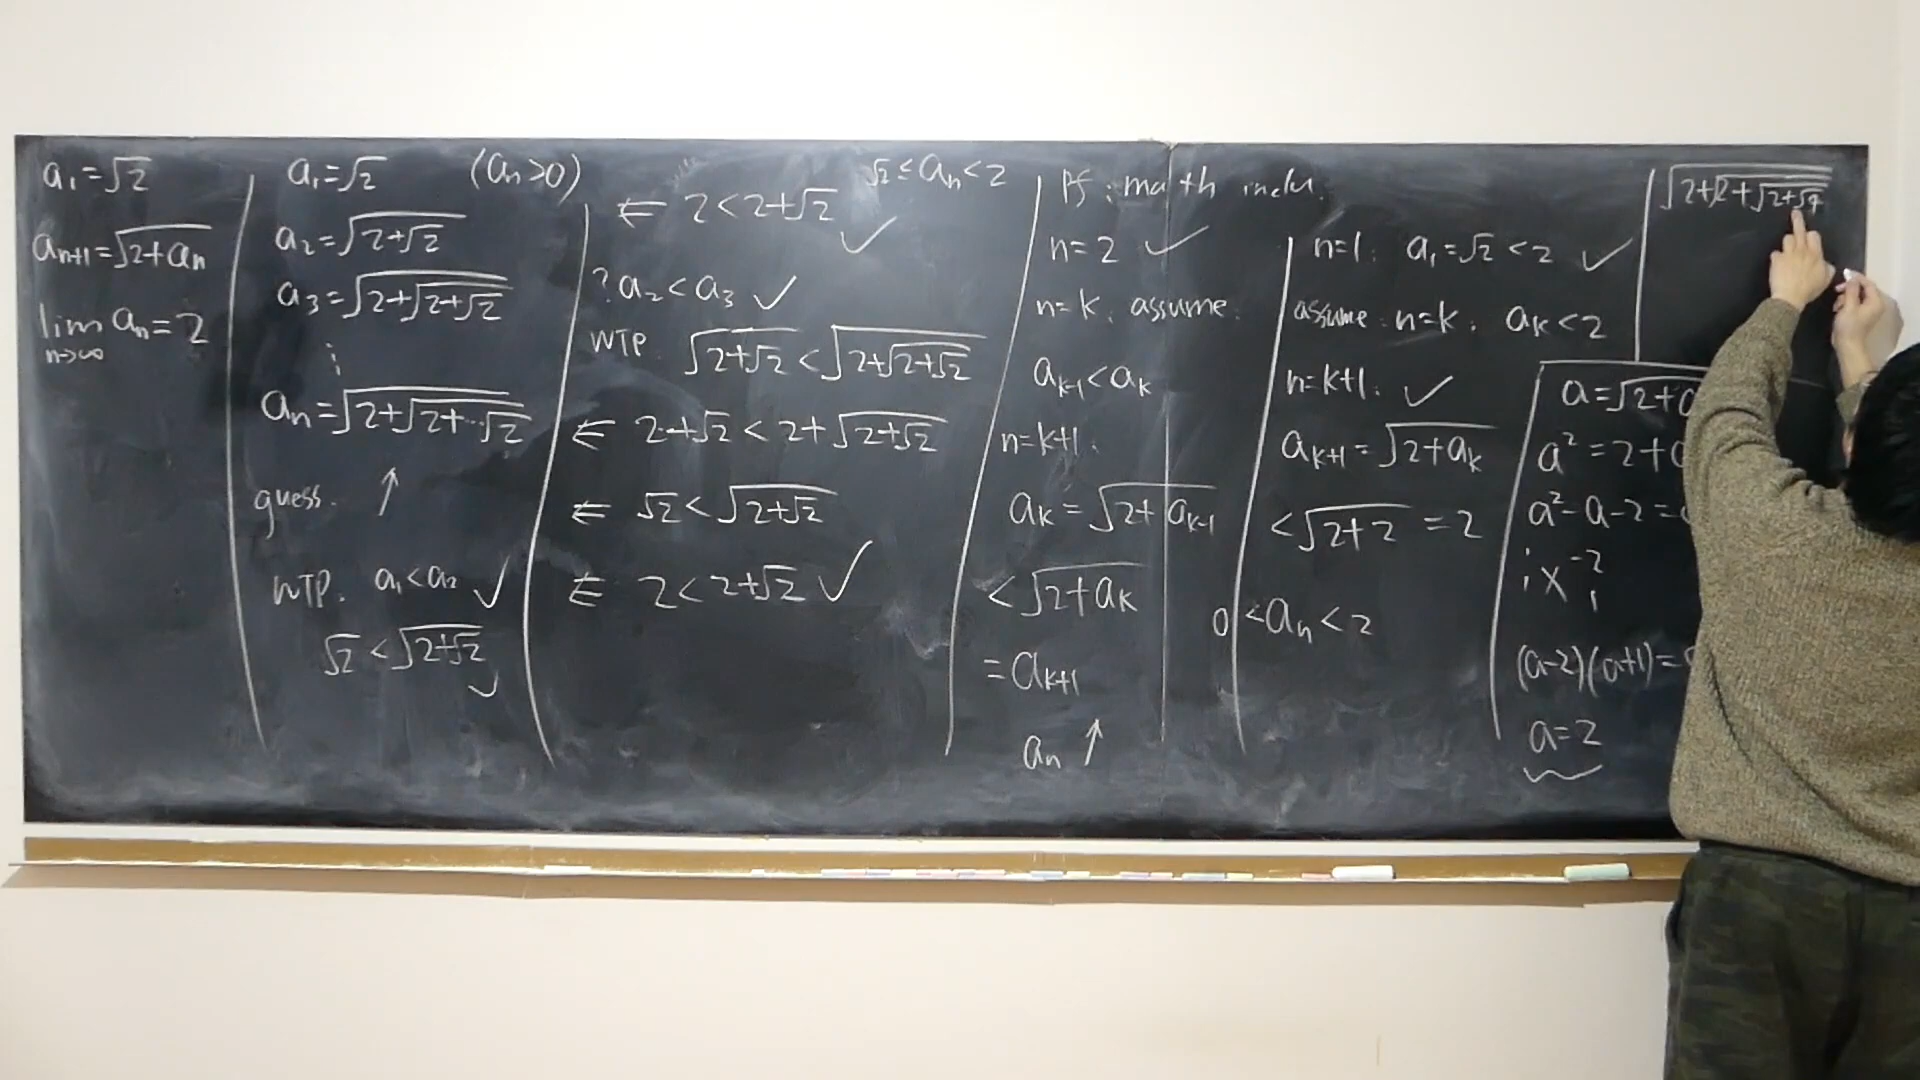 a₁=√2
aₙ₊₁=√(2+aₙ)
lim aₙ=2
n→∞
a₁=√2 (aₙ>0)
a₂=√(2+√2)
a₃=√(2+√(2+√2))
⋮
aₙ=√(2+√(2+⋯√2))
guess. ↑
WTP. a₁<a₂ ✓
√2<√(2+√2) ✓
⇐ 2<2+√2 ✓
?a₂<a₃ ✓
WTP √(2+√2)<√(2+√(2+√2))
⇐ 2+√2<2+√(2+√2)
⇐ √2<√(2+√2)
⇐ 2<2+√2 ✓
√2≤aₙ<2
Pf: math indu.
n=2 ✓
n=k. assume.
aₖ₋₁<aₖ
n=k+1.
aₖ=√(2+aₖ₋₁)
<√(2+aₖ)
=aₖ₊₁
aₙ ↑
n=1. a₁=√2<2 ✓
assume. n=k. aₖ<2
n=k+1. ✓
aₖ₊₁=√(2+aₖ)
<√(2+2)=2
0<aₙ<2
a=√(2+
a²=2+
a²-a-2=
1 -2
1 1
(a-2)(a+1)=
a=2
√(2+√(2+√(2+√4